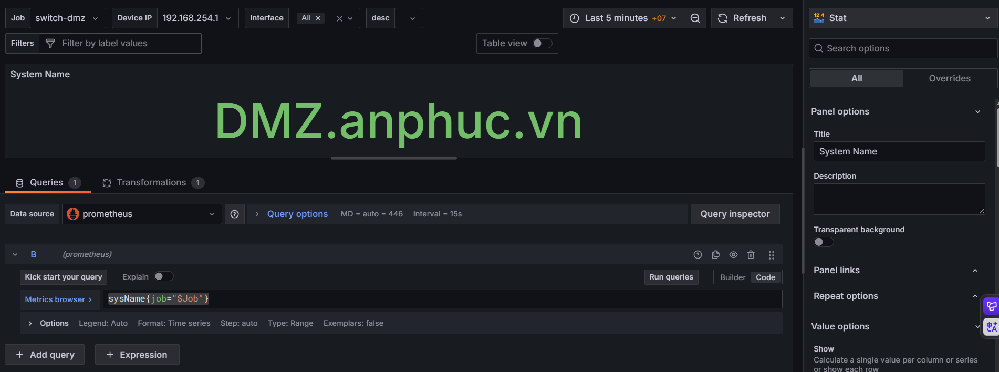 Job switch-dmz Device IP 192.168.254.1 Interface All desc Last 5 minutes +07 Refresh
Filters Filter by label values Table view
System Name
DMZ.anphuc.vn
Queries 1 Transformations 1
Data source prometheus Query options MD = auto = 446 Interval = 15s Query inspector
B (prometheus)
Kick start your query Explain Run queries Builder Code
Metrics browser > sysName{job="$Job"}
Options Legend: Auto Format: Time series Step: auto Type: Range Exemplars: false
+ Add query + Expression
12.4 Stat
Search options
All Overrides
Panel options
Title
System Name
Description
Transparent background
Panel links
Repeat options
Value options
Show
Calculate a single value per column or series
or show each row